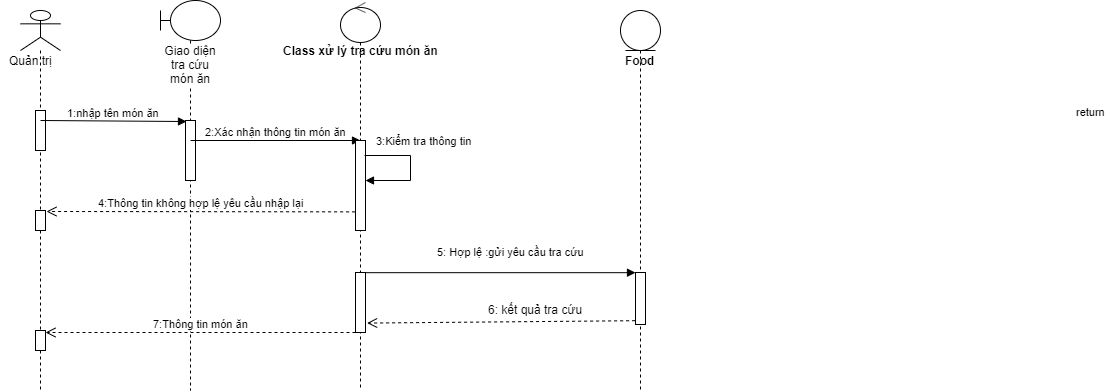 Quản trị
Giao diện
tra cứu
món ăn
Class xử lý tra cứu món ăn
Food
1:nhập tên món ăn
return
2:Xác nhận thông tin món ăn
3:Kiểm tra thông tin
4:Thông tin không hợp lệ yêu cầu nhập lại
5: Hợp lệ :gửi yêu cầu tra cứu
6: kết quả tra cứu
7:Thông tin món ăn